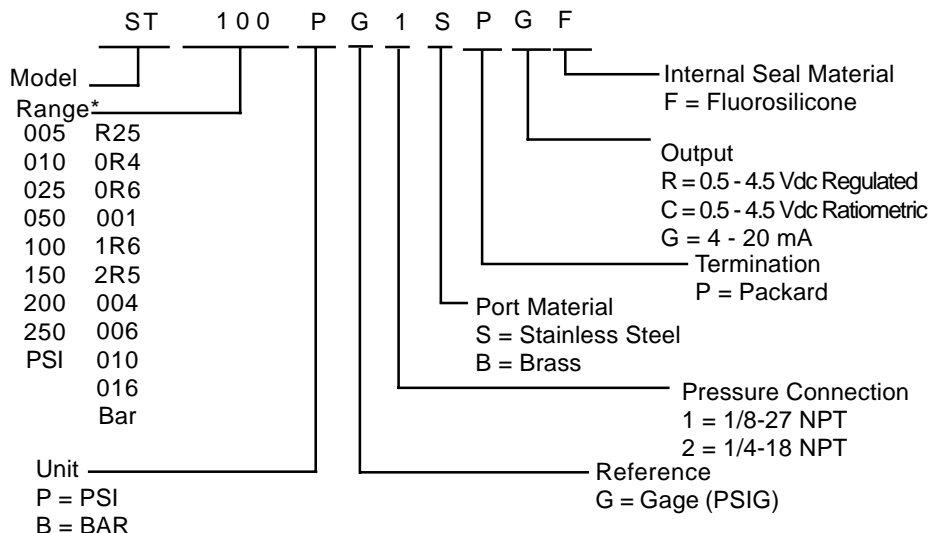 ST 100 P G 1 S P G F
Model
Range*
005 R25
010 0R4
025 0R6
050 001
100 1R6
150 2R5
200 004
250 006
PSI 010
016
Bar
Unit
P = PSI
B = BAR
Internal Seal Material
F = Fluorosilicone
Output
R = 0.5 - 4.5 Vdc Regulated
C = 0.5 - 4.5 Vdc Ratiometric
G = 4 - 20 mA
Termination
P = Packard
Port Material
S = Stainless Steel
B = Brass
Pressure Connection
1 = 1/8-27 NPT
2 = 1/4-18 NPT
Reference
G = Gage (PSIG)